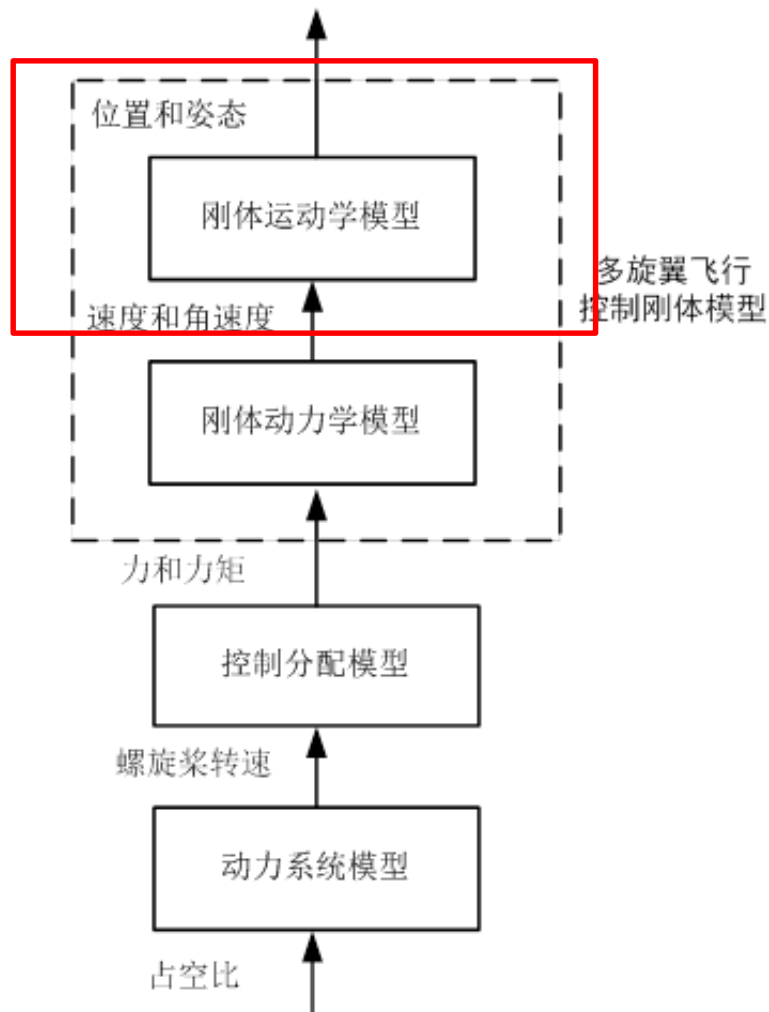 位置和姿态
刚体运动学模型
多旋翼飞行
控制刚体模型
速度和角速度
刚体动力学模型
力和力矩
控制分配模型
螺旋桨转速
动力系统模型
占空比